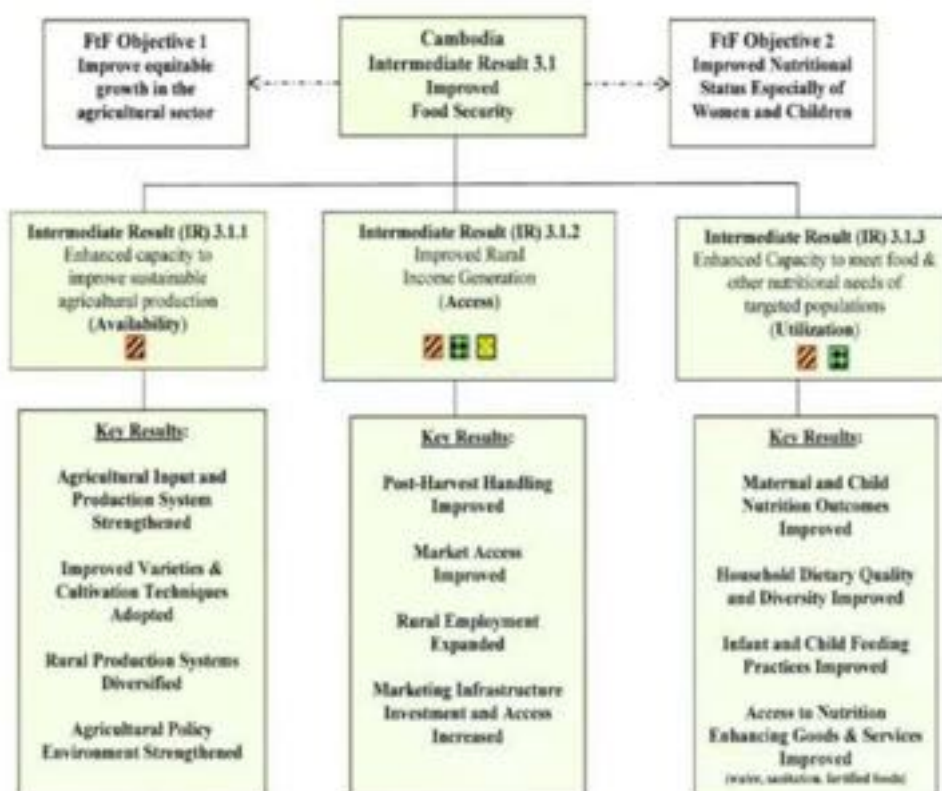 FtF Objective 1
Improve equitable
growth in the
agricultural sector
Cambodia
Intermediate Result 3.1
Improved
Food Security
FtF Objective 2
Improved Nutritional
Status Especially of
Women and Children
Intermediate Result (IR) 3.1.1
Enhanced capacity to
improve sustainable
agricultural production
(Availability)
Intermediate Result (IR) 3.1.2
Improved Rural
Income Generation
(Access)
Intermediate Result (IR) 3.1.3
Enhanced Capacity to meet food &
other nutritional needs of
targeted populations
(Utilization)
Key Results:
Agricultural Input and
Production System
Strengthened
Improved Varieties &
Cultivation Techniques
Adopted
Rural Production Systems
Diversified
Agricultural Policy
Environment Strengthened
Key Results:
Post-Harvest Handling
Improved
Market Access
Improved
Rural Employment
Expanded
Marketing Infrastructure
Investment and Access
Increased
Key Results:
Maternal and Child
Nutrition Outcomes
Improved
Household Dietary Quality
and Diversity Improved
Infant and Child Feeding
Practices Improved
Access to Nutrition
Enhancing Goods & Services
Improved
(water, sanitation, fortified foods)